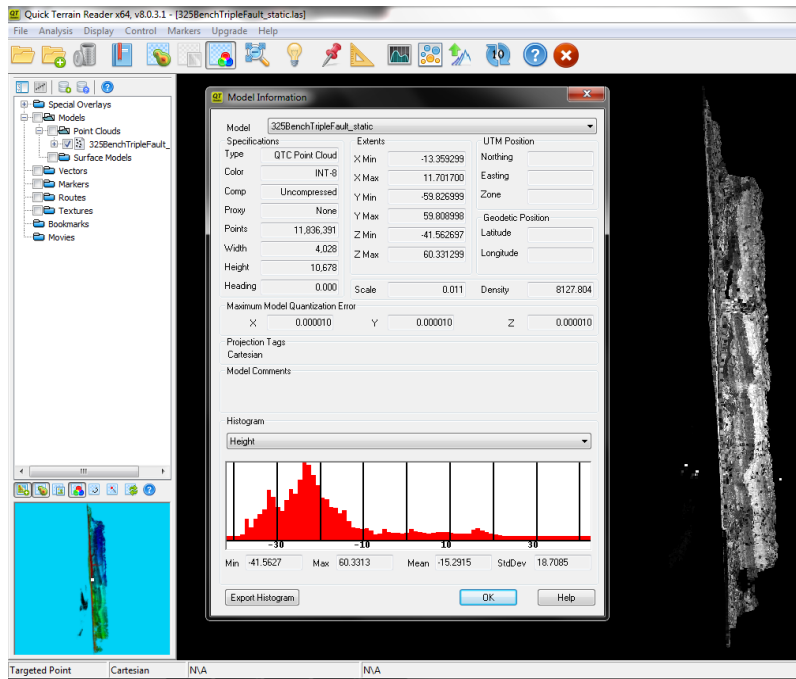 QT Quick Terrain Reader x64, v8.0.3.1 - [325BenchTripleFault_static.las]
File Analysis Display Control Markers Upgrade Help
QT Model Information
Special Overlays
Models
Point Clouds
325BenchTripleFault_
Surface Models
Vectors
Markers
Routes
Textures
Bookmarks
Movies
Model 325BenchTripleFault_static
Specifications Extents UTM Position
Type QTC Point Cloud X Min -13.359299 Northing
Color INT-8 X Max 11.701700 Easting
Comp Uncompressed Y Min -59.826999 Zone
Proxy None Y Max 59.808998 Geodetic Position
Points 11,836,391 Z Min -41.562697 Latitude
Width 4,028 Z Max 60.331299 Longitude
Height 10,678
Heading 0.000 Scale 0.011 Density 8127.804
Maximum Model Quantization Error
X 0.000010 Y 0.000010 Z 0.000010
Projection Tags
Cartesian
Model Comments
Histogram
Height
-30 -10 10 30
Min -41.5627 Max 60.3313 Mean -15.2915 StdDev 18.7085
Export Histogram OK Help
Targeted Point Cartesian N\A N\A